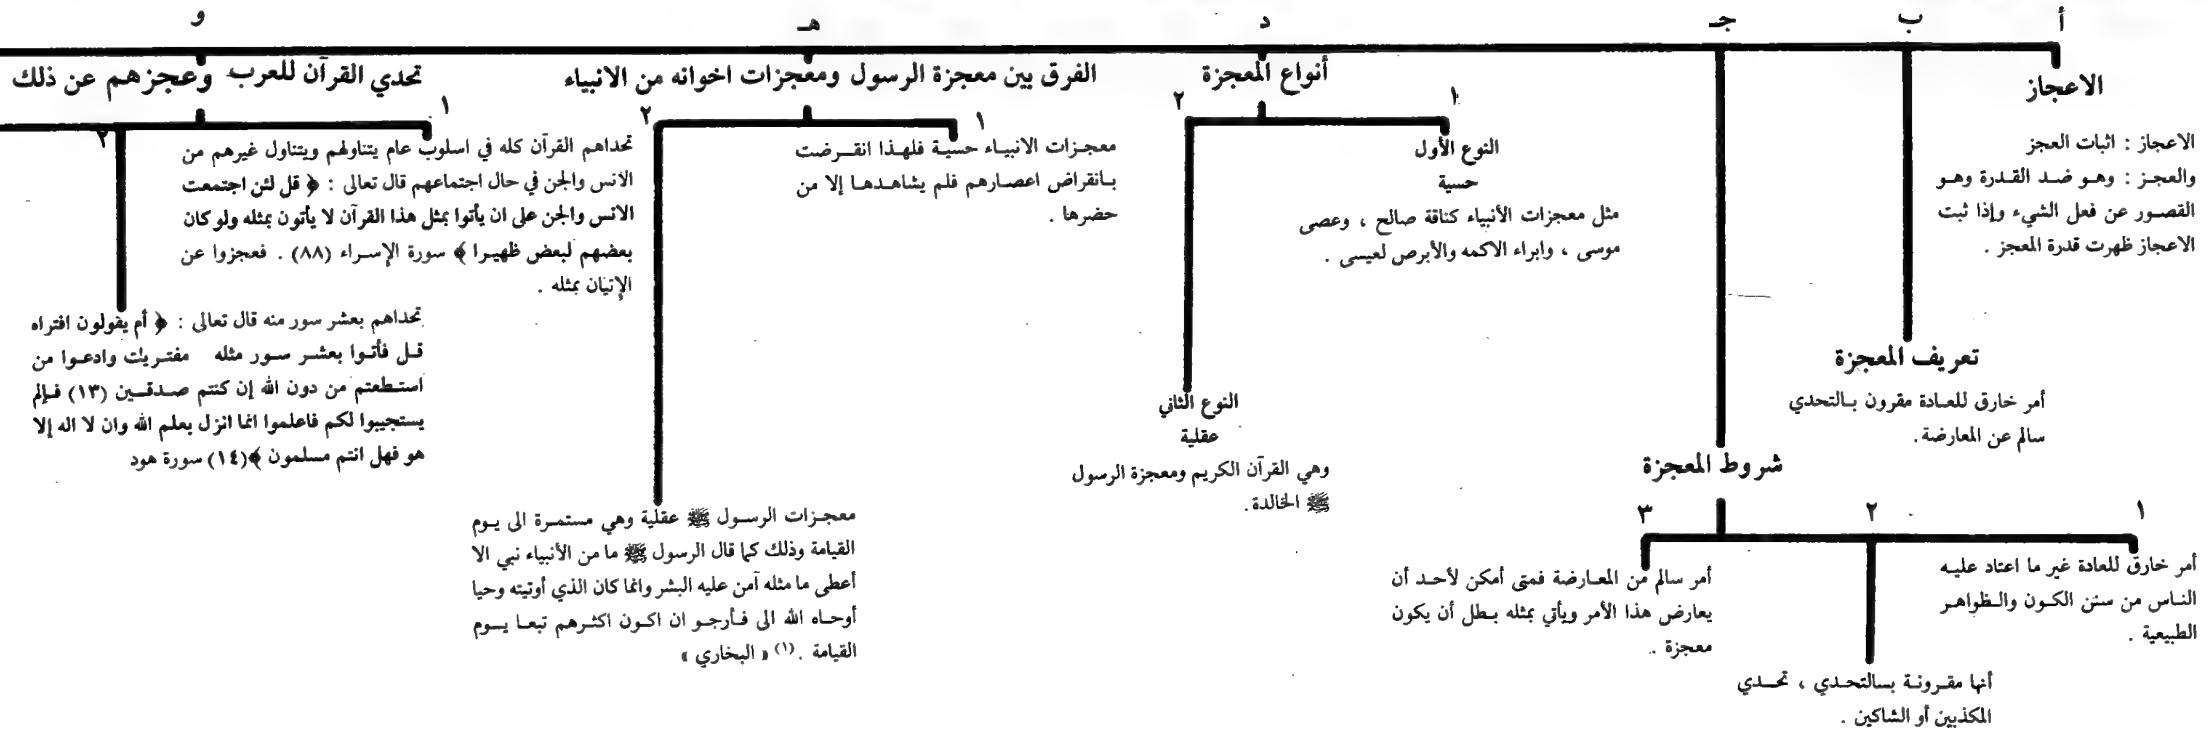 أ
الاعجاز
الاعجاز : اثبات العجز
والعجز : وهو ضد القدرة وهو
القصور عن فعل الشيء وإذا ثبت
الاعجاز ظهرت قدرة المعجز .
ب
تعريف المعجزة
أمر خارق للعادة مقرون بالتحدي
سالم عن المعارضة .
جـ
شروط المعجزة
١
أمر خارق للعادة غير ما اعتاد عليه
الناس من سنن الكون والظواهر
الطبيعية .
٢
أنها مقرونة بسالتحدي ، تحدي
المكذبين أو الشاكين .
٣
أمر سالم من المعارضة فمتى أمكن لأحد أن
يعارض هذا الأمر ويأتي بمثله بطل أن يكون
معجزة .
د
أنواع المعجزة
١
النوع الأول
حسية
مثل معجزات الأنبياء كناقة صالح ، وعصى
موسى ، وابراء الاكمه والأبرص لعيسى .
٢
النوع الثاني
عقلية
وهي القرآن الكريم ومعجزة الرسول
ﷺ الخالدة .
هـ
الفرق بين معجزة الرسول ومعجزات اخوانه من الانبياء
١
معجزات الانبياء حسية فلهذا انقرضت
بانقراض اعصارهم فلم يشاهدها إلا من
حضرها .
٢
معجزات الرسول ﷺ عقلية وهي مستمرة الى يوم
القيامة وذلك كما قال الرسول ﷺ ما من الأنبياء نبي الا
أعطى ما مثله آمن عليه البشر وانما كان الذي أوتيته وحيا
أوحاه الله الى فأرجو ان اكون اكثرهم تبعا يوم
القيامة . (١) « البخاري »
و
تحدي القرآن للعرب وعجزهم عن ذلك
١
تحداهم القرآن كله في اسلوب عام يتناولهم ويتناول غيرهم من
الانس والجن في حال اجتماعهم قال تعالى : ﴿ قل لئن اجتمعت
الانس والجن على ان يأتوا بمثل هذا القرآن لا يأتون بمثله ولو كان
بعضهم لبعض ظهيرا ﴾ سورة الإسراء (٨٨) . فعجزوا عن
الإتيان بمثله .
٢
تحداهم بعشر سور منه قال تعالى : ﴿ أم يقولون افتراه
قل فأتوا بعشر سور مثله مفتريت وادعوا من
استطعتم من دون الله إن كنتم صدقين (١٣) فإلم
يستجيبوا لكم فاعلموا انما انزل بعلم الله وان لا اله إلا
هو فهل انتم مسلمون ﴾ (١٤) سورة هود